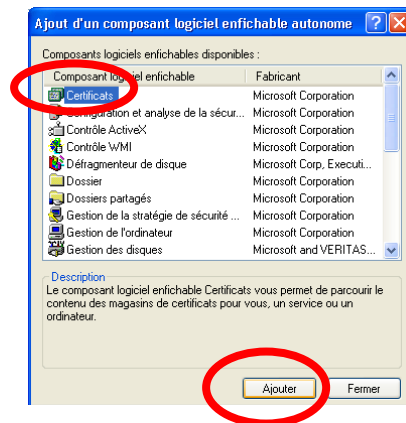 Ajout d'un composant logiciel enfichable autonome
Composants logiciels enfichables disponibles :
Composant logiciel enfichable Fabricant
Certificats Microsoft Corporation
Configuration et analyse de la sécur... Microsoft Corporation
Contrôle ActiveX Microsoft Corporation
Contrôle WMI Microsoft Corporation
Défragmenteur de disque Microsoft Corp, Executi...
Dossier Microsoft Corporation
Dossiers partagés Microsoft Corporation
Gestion de la stratégie de sécurité ... Microsoft Corporation
Gestion de l'ordinateur Microsoft Corporation
Gestion des disques Microsoft and VERITAS...
Description
Le composant logiciel enfichable Certificats vous permet de parcourir le
contenu des magasins de certificats pour vous, un service ou un
ordinateur.
Ajouter Fermer